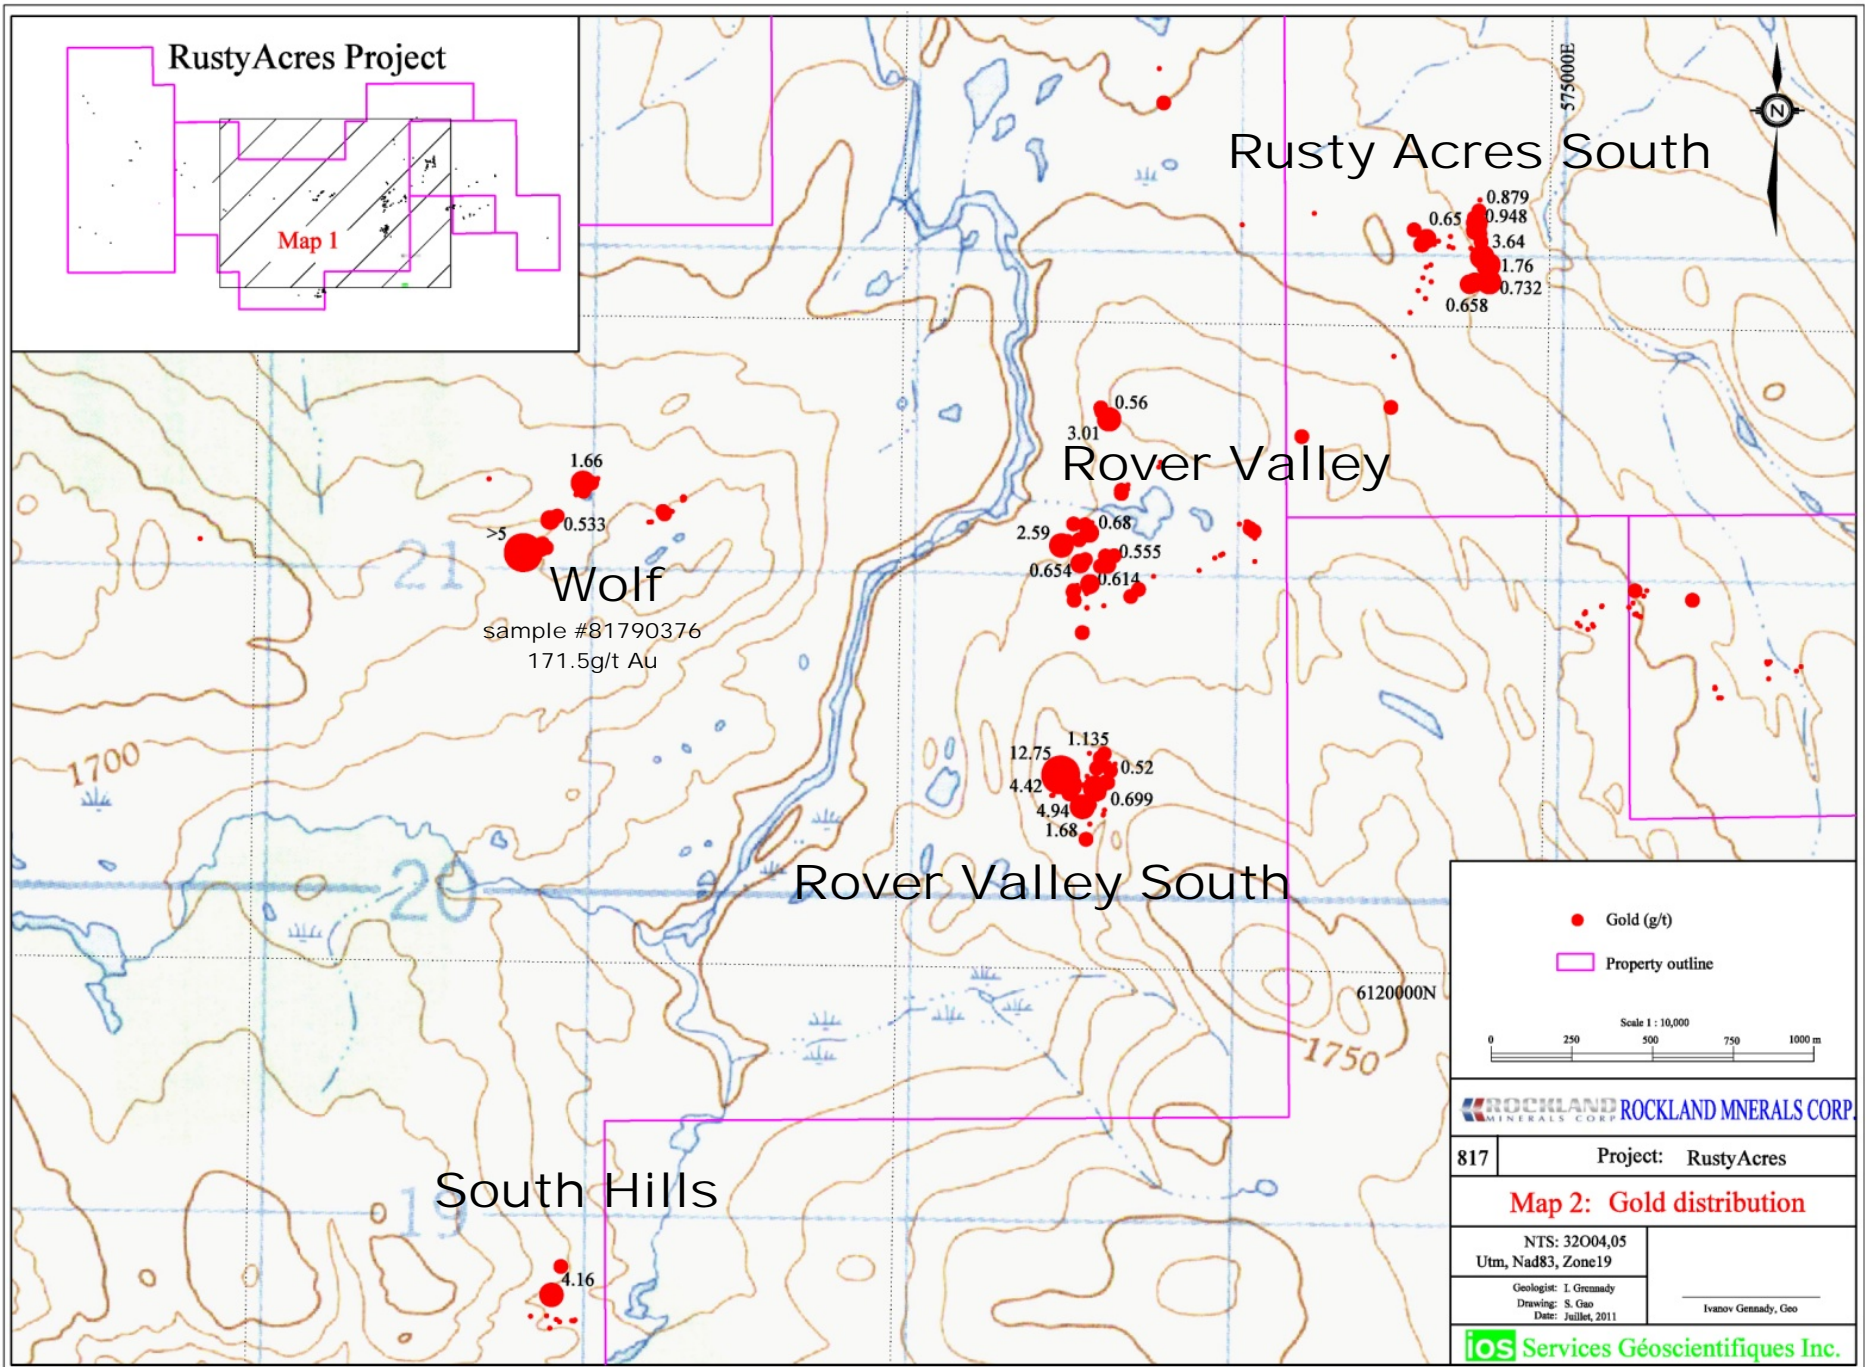 RustyAcres Project
Map 1
575000E
N
Rusty Acres South
0.879
0.65
0.948
3.64
1.76
0.732
0.658
0.56
3.01
Rover Valley
1.66
>5
0.533
2.59
0.68
0.555
0.654
0.614
21
Wolf
sample #81790376
171.5g/t Au
1700
1.135
12.75
0.52
4.42
0.699
4.94
1.68
20
Rover Valley South
6120000N
1750
South Hills
19
4.16
Gold (g/t)
Property outline
Scale 1 : 10,000
0 250 500 750 1000 m
ROCKLAND
MINERALS CORP
ROCKLAND MNERALS CORP.
817 Project: RustyAcres
Map 2: Gold distribution
NTS: 32O04,05
Utm, Nad83, Zone19
Geologist: I. Grennady
Drawing: S. Gao
Date: Juillet, 2011
Ivanov Gennady, Geo
ios Services Géoscientifiques Inc.